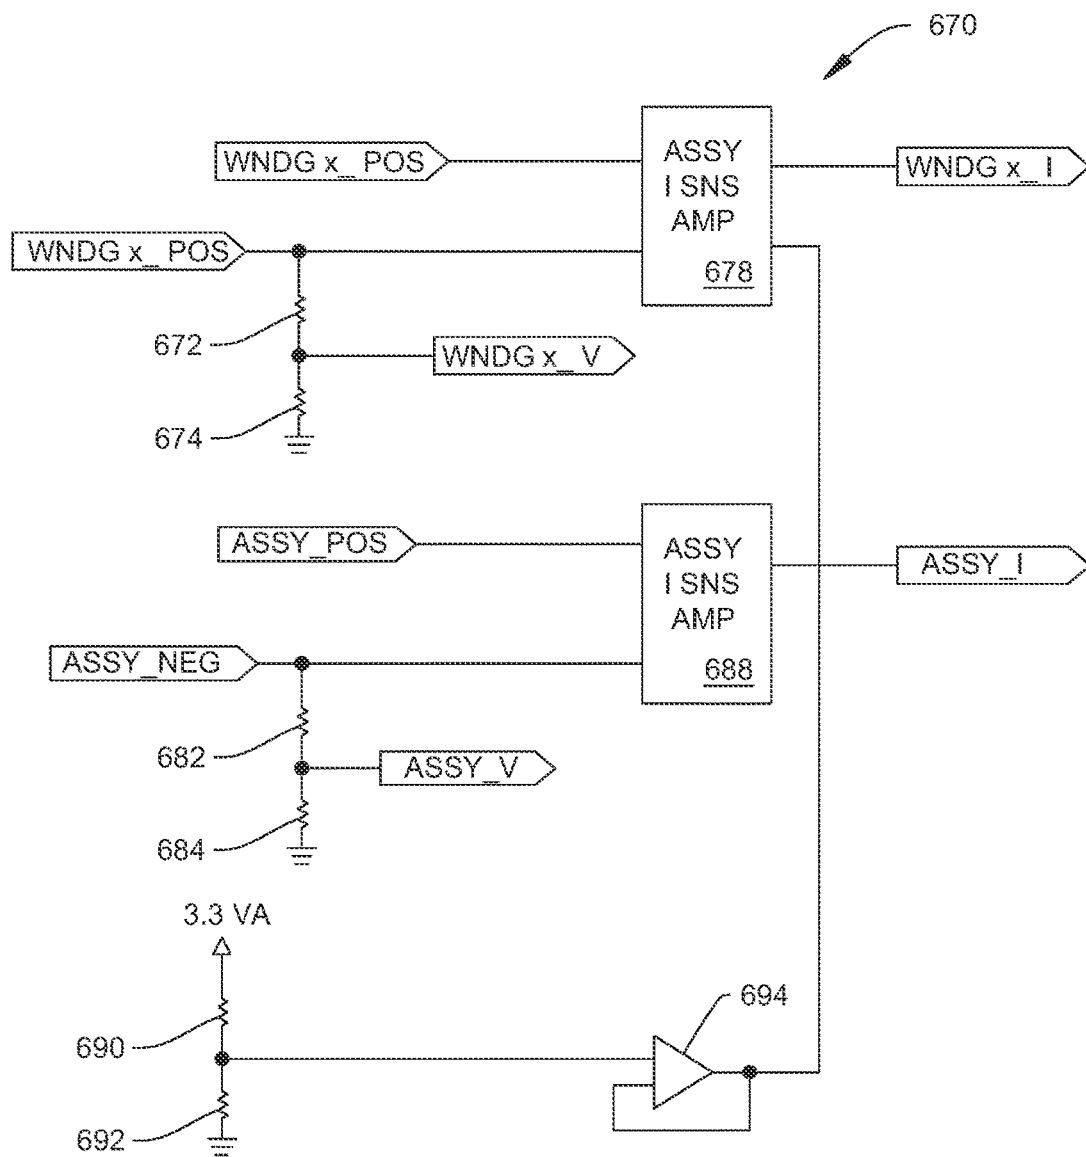 670
WNDG x_ POS
ASSY
I SNS
AMP
678
WNDG x_ I
WNDG x_ POS
672
WNDG x_ V
674
ASSY_POS
ASSY
I SNS
AMP
688
ASSY_I
ASSY_NEG
682
ASSY_V
684
3.3 VA
690
694
692